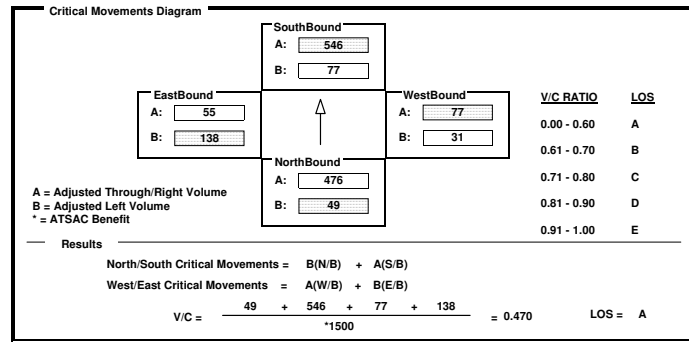 Critical Movements Diagram
SouthBound
A: 546
B: 77
EastBound
A: 55
B: 138
WestBound
A: 77
B: 31
NorthBound
A: 476
B: 49
V/C RATIO LOS
0.00 - 0.60 A
0.61 - 0.70 B
0.71 - 0.80 C
0.81 - 0.90 D
0.91 - 1.00 E
A = Adjusted Through/Right Volume
B = Adjusted Left Volume
* = ATSAC Benefit
Results
North/South Critical Movements = B(N/B) + A(S/B)
West/East Critical Movements = A(W/B) + B(E/B)
V/C = 49 + 546 + 77 + 138 = 0.470 LOS = A
*1500